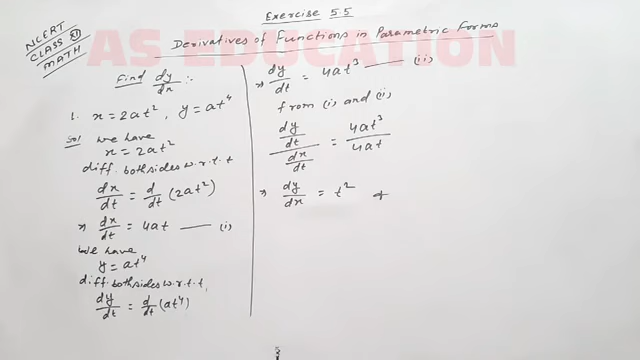 Exercise 5.5
NCERT
CLASS XII
MATH
AS EDUCATION
Derivatives of Functions in Parametric Forms
Find dy/dx :-
1. x = 2at², y = at⁴
Sol we have
x = 2at²
diff. both sides w.r.t. t
dx/dt = d/dt (2at²)
⇒ dx/dt = 4at —— (i)
We have
y = at⁴
diff. both sides w.r.t. t,
dy/dt = d/dt (at⁴)
⇒ dy/dt = 4at³ —— (ii)
from (i) and (ii)
(dy/dt)/(dx/dt) = 4at³/4at
⇒ dy/dx = t²